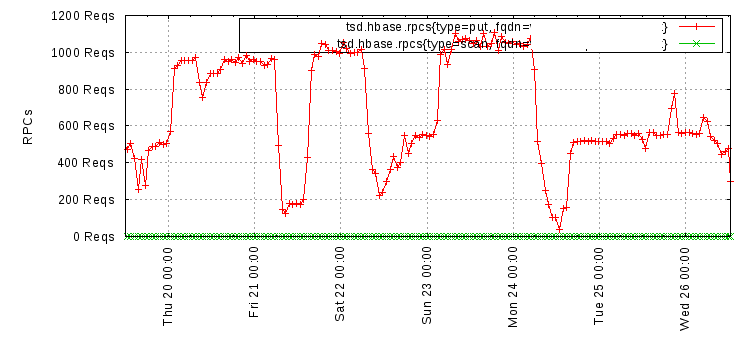 1200 Reqs
1000 Reqs
800 Reqs
600 Reqs
400 Reqs
200 Reqs
0 Reqs
RPCs
tsd.hbase.rpcs{type=put, fqdn= }
tsd.hbase.rpcs{type=scan, fqdn= }
Thu 20 00:00
Fri 21 00:00
Sat 22 00:00
Sun 23 00:00
Mon 24 00:00
Tue 25 00:00
Wed 26 00:00